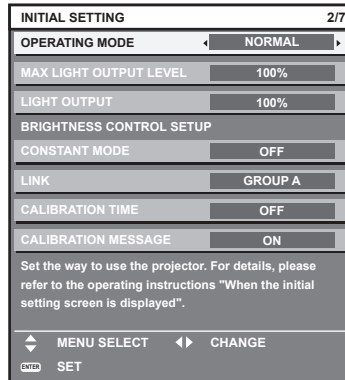 INITIAL SETTING 2/7
OPERATING MODE NORMAL
MAX LIGHT OUTPUT LEVEL 100%
LIGHT OUTPUT 100%
BRIGHTNESS CONTROL SETUP
CONSTANT MODE OFF
LINK GROUP A
CALIBRATION TIME OFF
CALIBRATION MESSAGE ON
Set the way to use the projector. For details, please
refer to the operating instructions "When the initial
setting screen is displayed".
MENU SELECT CHANGE
ENTER SET